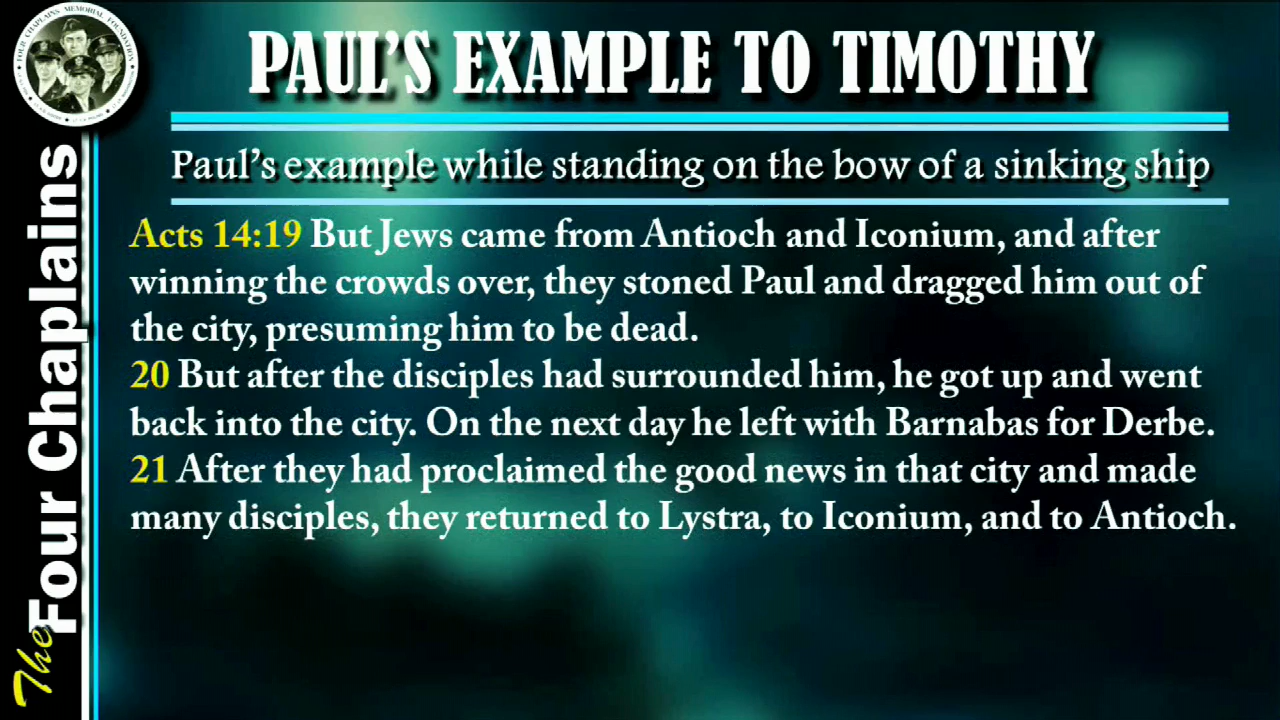 PAUL'S EXAMPLE TO TIMOTHY
Paul's example while standing on the bow of a sinking ship
Acts 14:19 But Jews came from Antioch and Iconium, and after
winning the crowds over, they stoned Paul and dragged him out of
the city, presuming him to be dead.
20 But after the disciples had surrounded him, he got up and went
back into the city. On the next day he left with Barnabas for Derbe.
21 After they had proclaimed the good news in that city and made
many disciples, they returned to Lystra, to Iconium, and to Antioch.
The Four Chaplains
FOUR CHAPLAINS MEMORIAL FOUNDATION